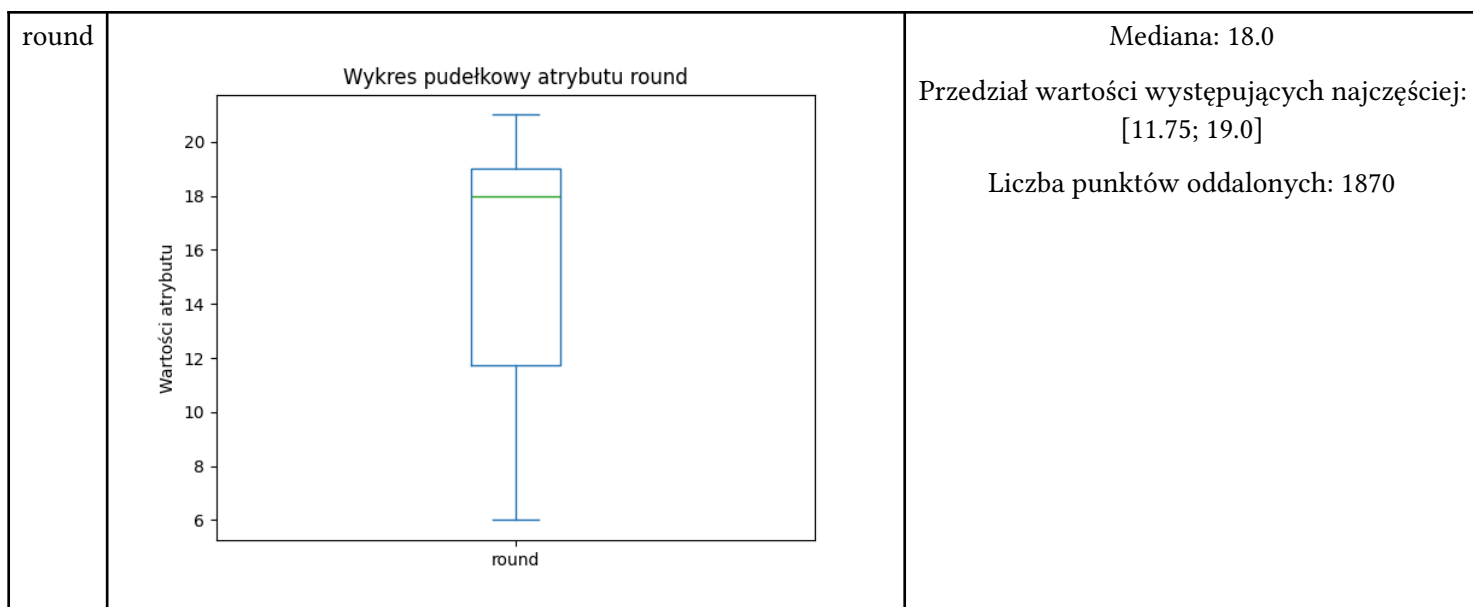 round
Wykres pudełkowy atrybutu round
Wartości atrybutu
20
18
16
14
12
10
8
6
round
Mediana: 18.0
Przedział wartości występujących najczęściej:
[11.75; 19.0]
Liczba punktów oddalonych: 1870